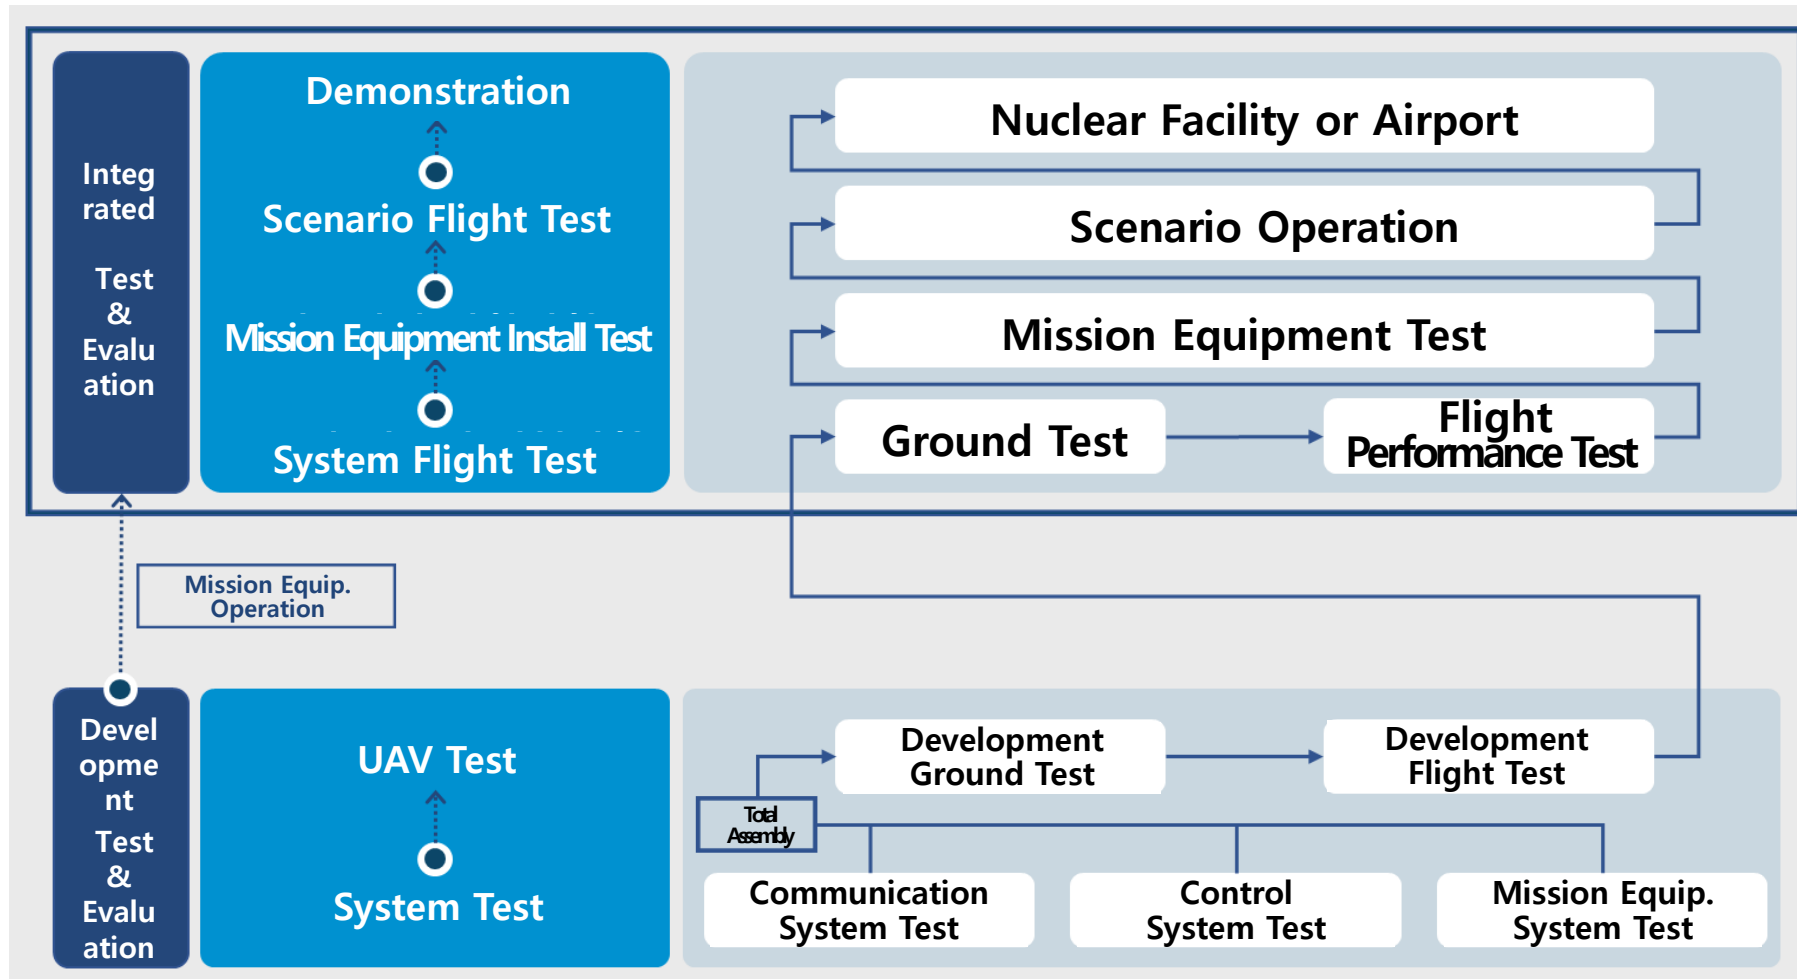 Integ
rated
Test
&
Evalu
ation
Demonstration
Scenario Flight Test
Mission Equipment Install Test
System Flight Test
Nuclear Facility or Airport
Scenario Operation
Mission Equipment Test
Ground Test
Flight
Performance Test
Mission Equip.
Operation
Devel
opme
nt
Test
&
Evalu
ation
UAV Test
System Test
Development
Ground Test
Development
Flight Test
Total
Assembly
Communication
System Test
Control
System Test
Mission Equip.
System Test